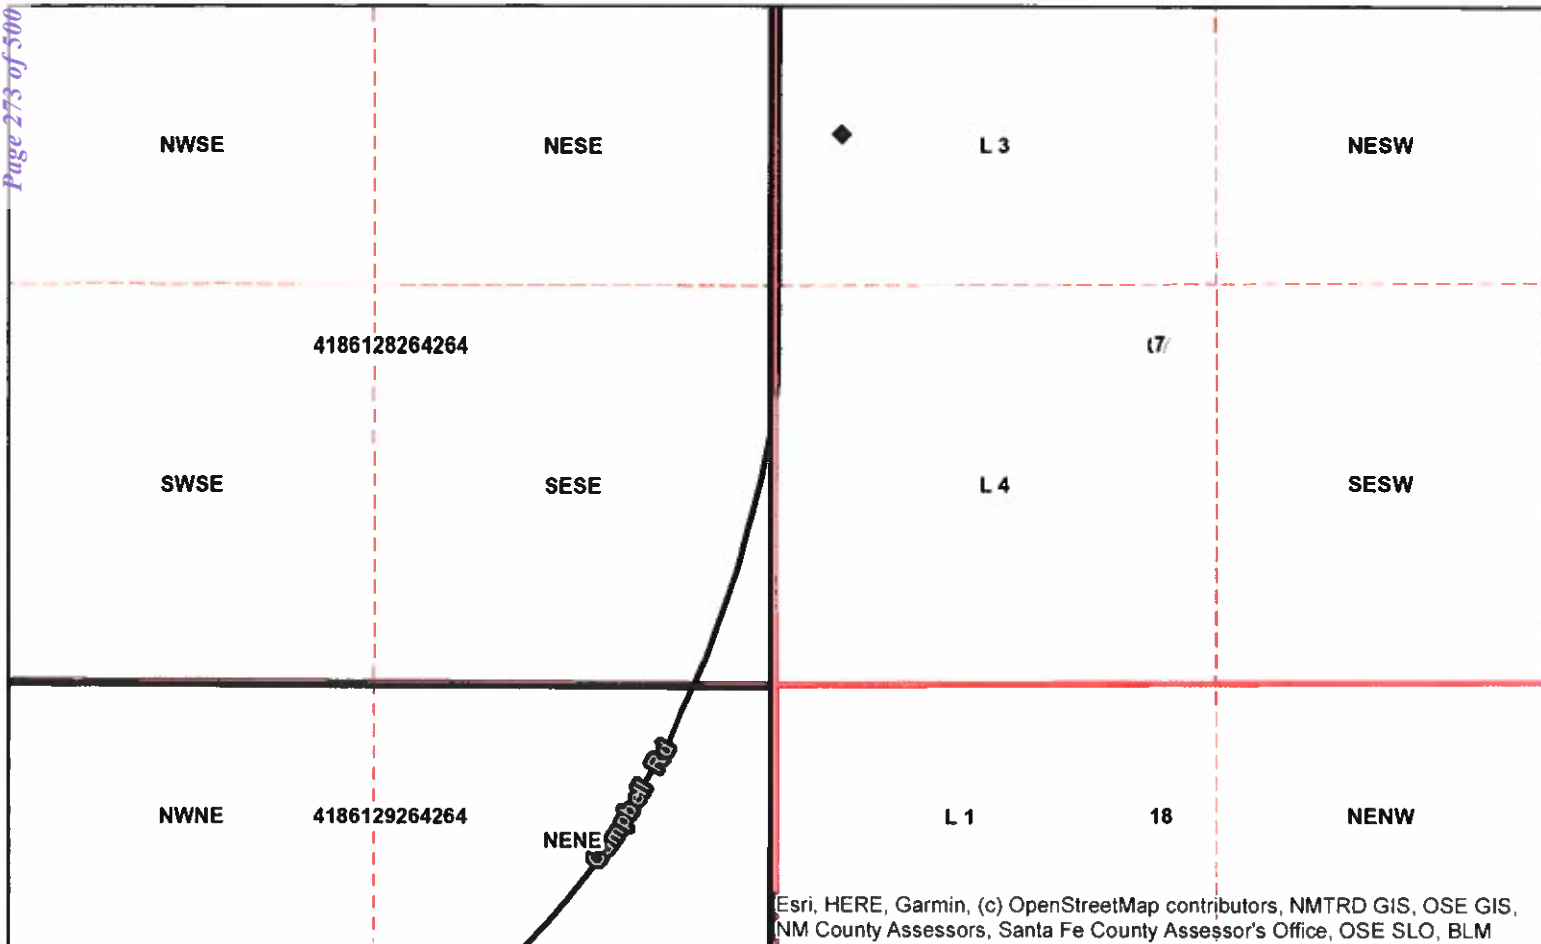 Page 273 of 500
NWSE NESE L 3 NESW
4186128264264
SWSE SESE L 4 SESW
NWNE 4186129264264 NENE L 1 18 NENW
Campbell Rd
Esri, HERE, Garmin, (c) OpenStreetMap contributors, NMTRD GIS, OSE GIS,
NM County Assessors, Santa Fe County Assessor's Office, OSE SLO, BLM